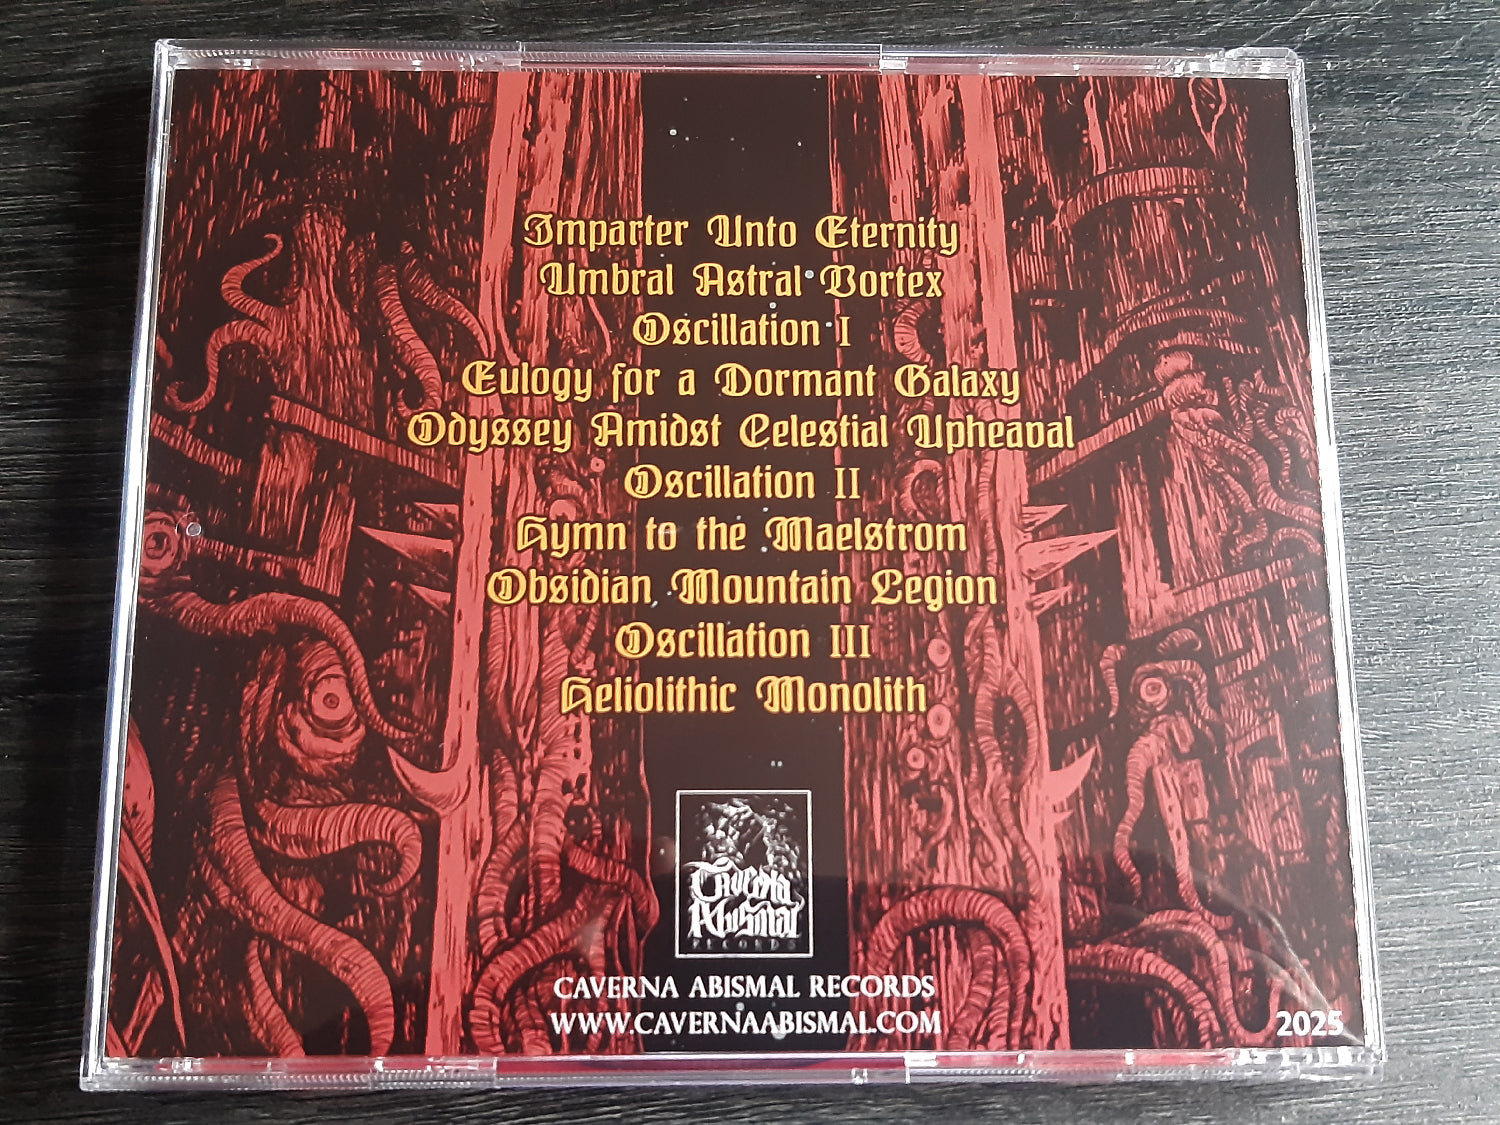 Imparter Unto Eternity
Umbral Astral Vortex
Oscillation I
Eulogy for a Dormant Galaxy
Odyssey Amidst Celestial Upheaval
Oscillation II
Hymn to the Maelstrom
Obsidian Mountain Legion
Oscillation III
Heliolithic Monolith
Caverna
Abismal
RECORDS
CAVERNA ABISMAL RECORDS
WWW.CAVERNAABISMAL.COM
2025